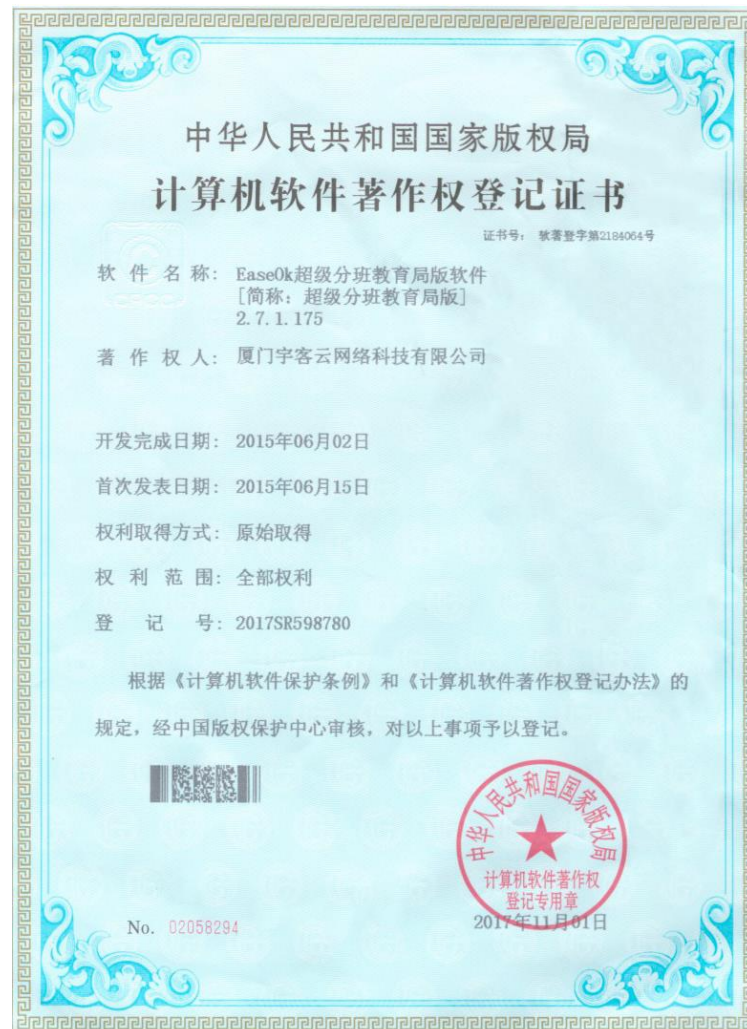 中华人民共和国国家版权局
计算机软件著作权登记证书
证书号： 软著登字第2184064号
软件名称： EaseOk超级分班教育局版软件
[简称：超级分班教育局版]
2.7.1.175
著作权人： 厦门宇客云网络科技有限公司
开发完成日期： 2015年06月02日
首次发表日期： 2015年06月15日
权利取得方式： 原始取得
权利范围： 全部权利
登记号： 2017SR598780
根据《计算机软件保护条例》和《计算机软件著作权登记办法》的
规定，经中国版权保护中心审核，对以上事项予以登记。
中华人民共和国国家版权局
计算机软件著作权
登记专用章
2017年11月01日
No. 02058294